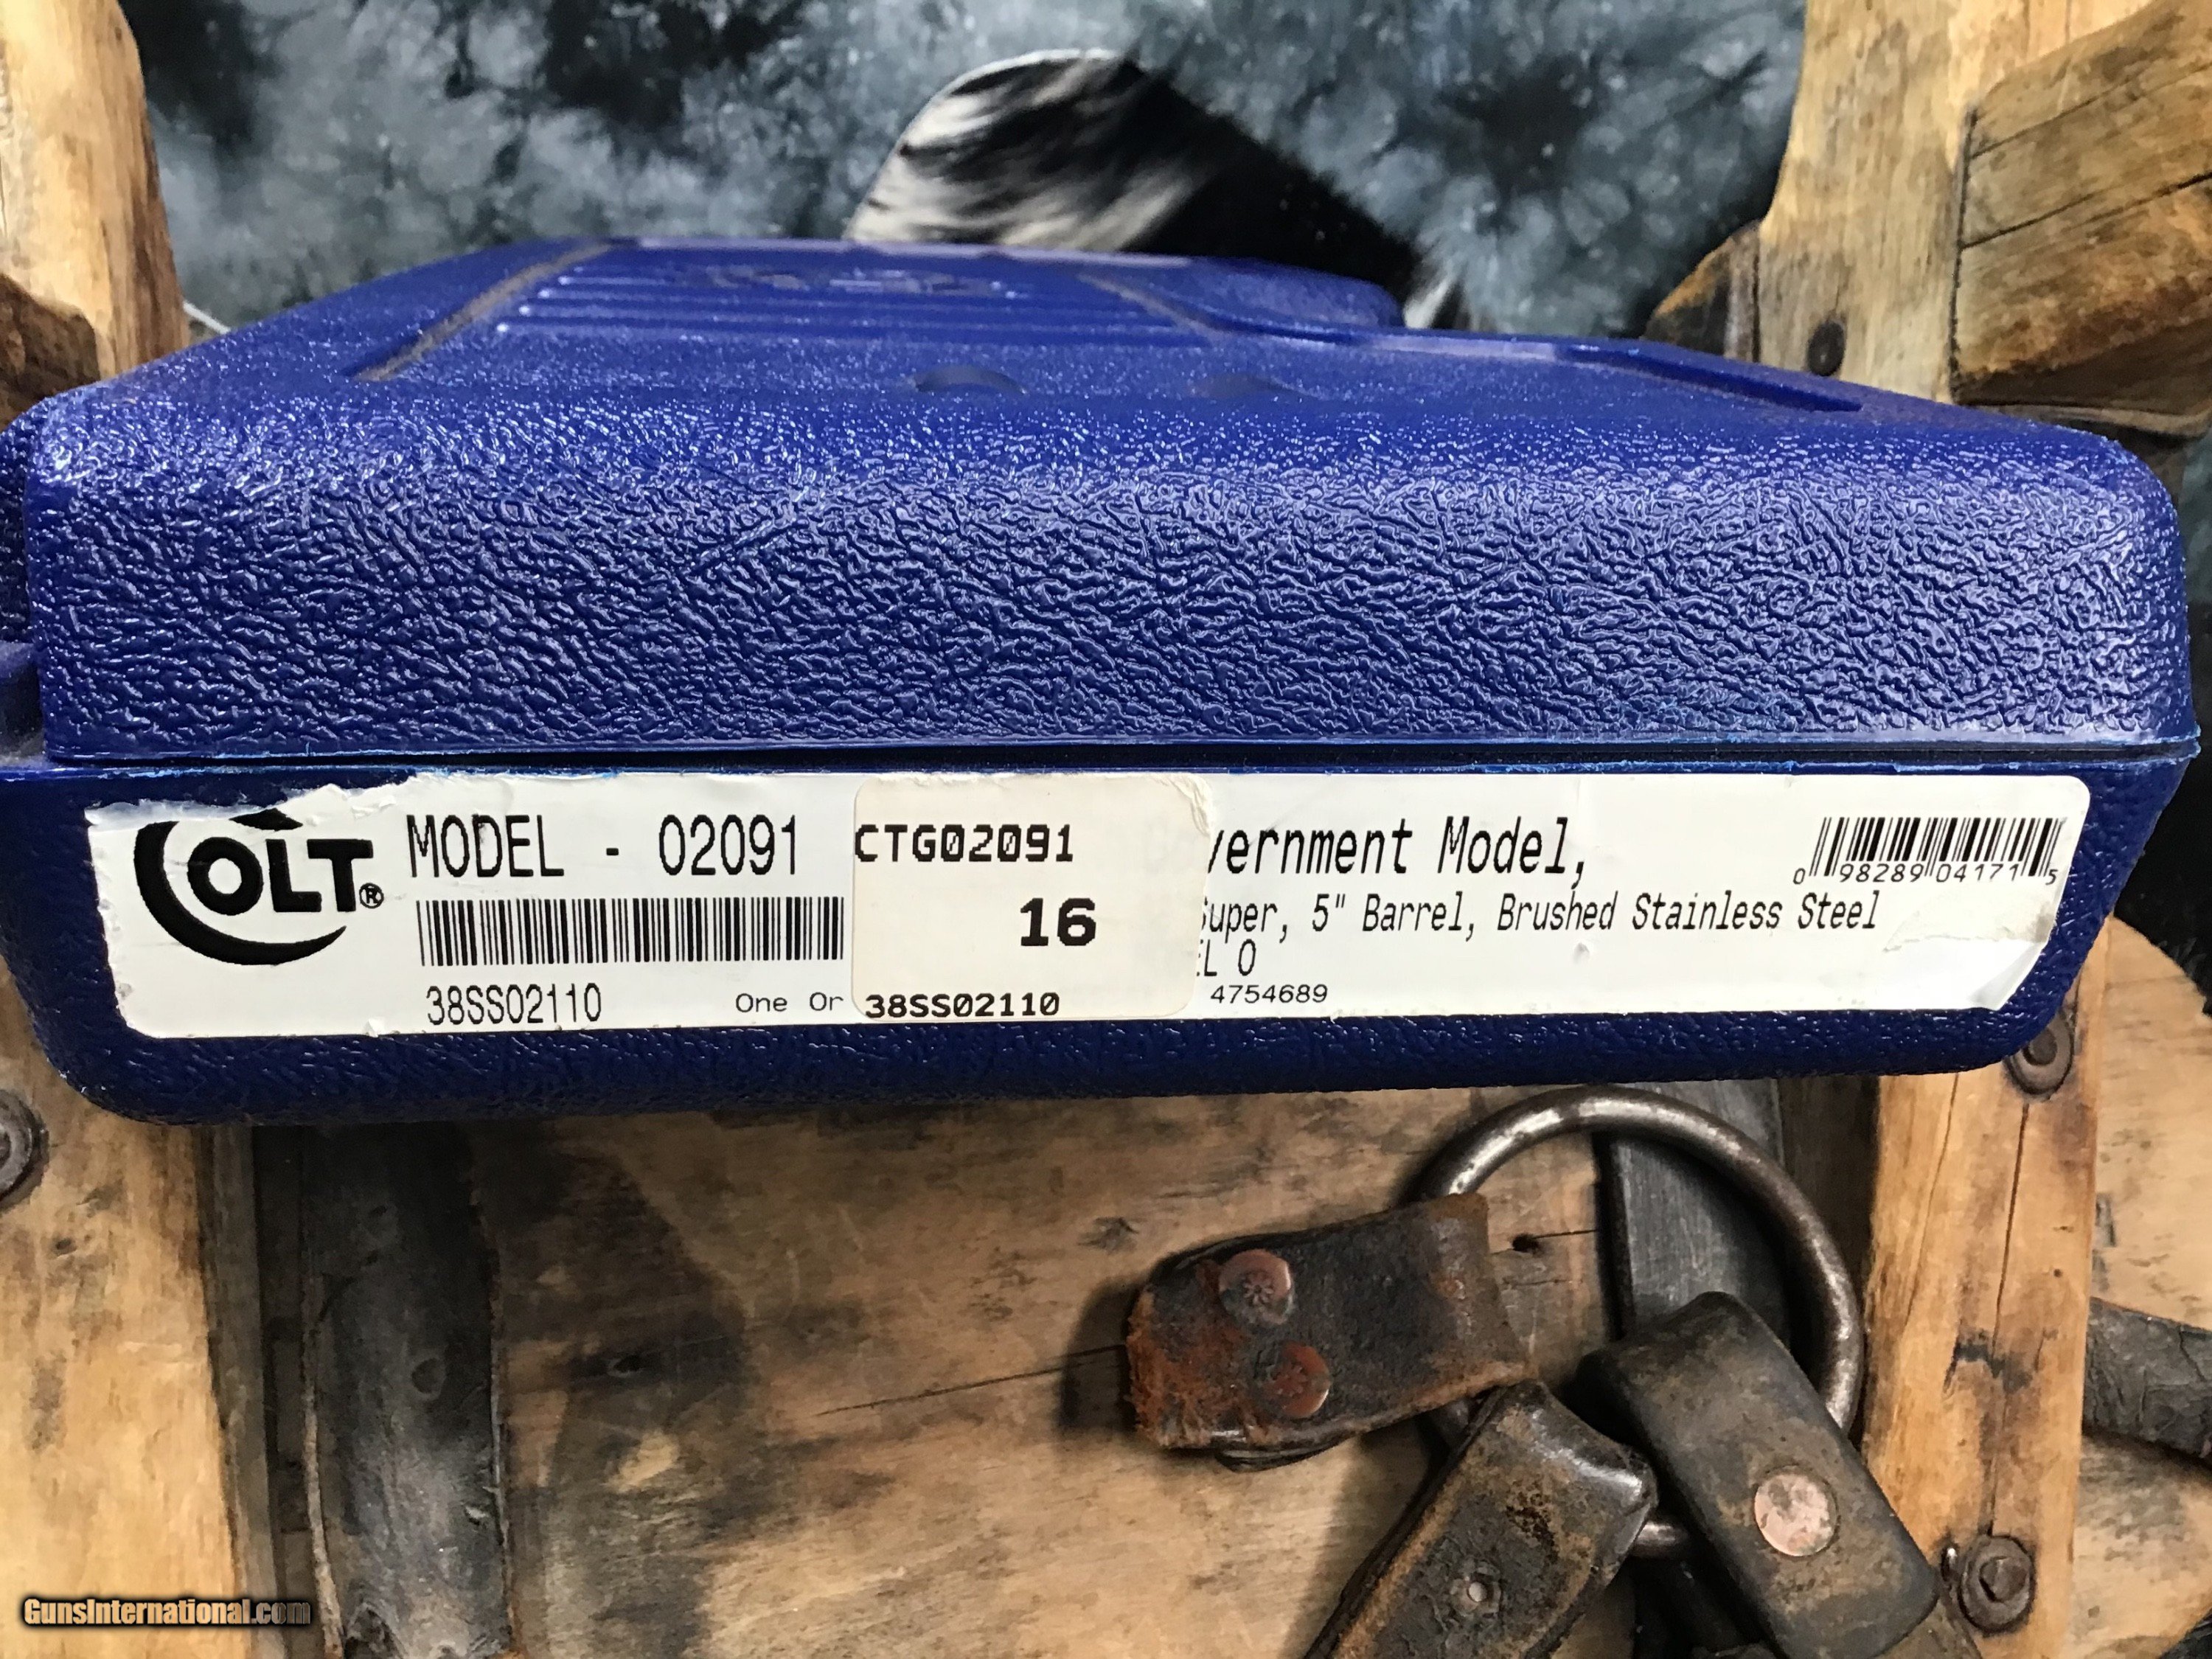 COLT®
MODEL - 02091
38SS02110
One Or
CTG02091
16
38SS02110
vernment Model,
Super, 5" Barrel, Brushed Stainless Steel
EL O
4754689
0 98289 04171 5
GunsInternational.com